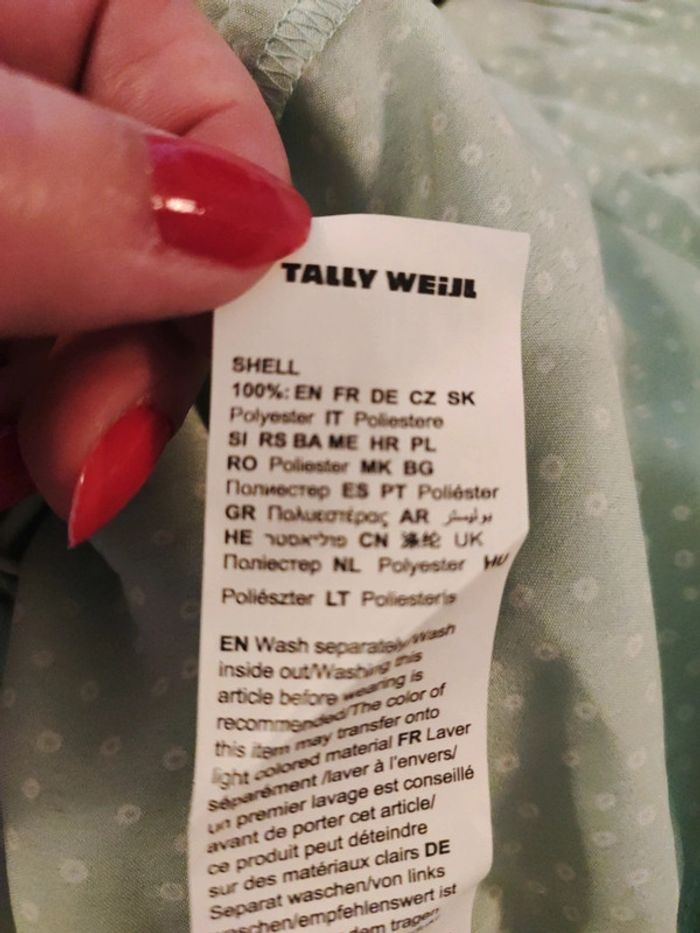 TALLY WEiJL
SHELL
100%: EN FR DE CZ SK
Polyester IT Poliestere
SI RS BA ME HR PL
RO Poliester MK BG
Полиестер ES PT Poliéster
GR Πολυεστέρας AR بوليستر
HE פוליאסטר CN 涤纶 UK
Поліестер NL Polyester HU
Poliészter LT Poliesteris
EN Wash separately/Wash
inside out/Washing this
article before wearing is
recommended/The color of
this item may transfer onto
light colored material FR Laver
séparément /laver à l'envers/
un premier lavage est conseillé
avant de porter cet article/
ce produit peut déteindre
sur des matériaux clairs DE
Separat waschen/von links
waschen/empfehlenswert ist
dem tragen